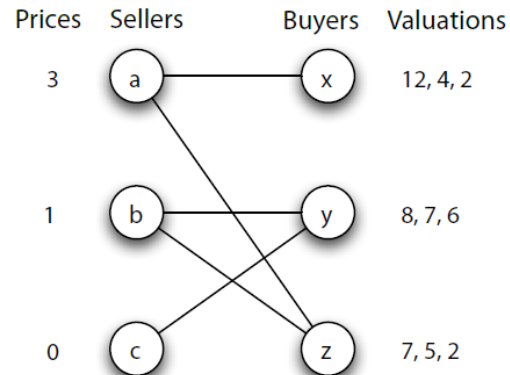 Prices Sellers Buyers Valuations
3 a x 12, 4, 2
1 b y 8, 7, 6
0 c z 7, 5, 2